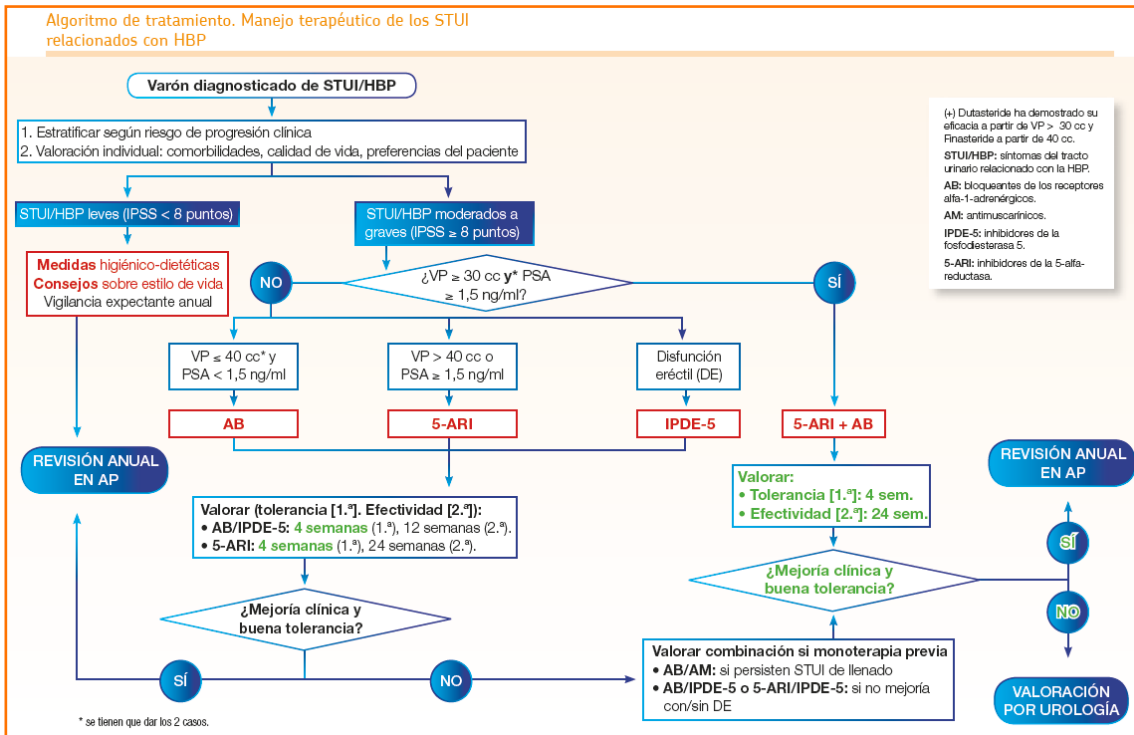 Algoritmo de tratamiento. Manejo terapéutico de los STUI
relacionados con HBP
Varón diagnosticado de STUI/HBP
1. Estratificar según riesgo de progresión clínica
2. Valoración individual: comorbilidades, calidad de vida, preferencias del paciente
(+) Dutasteride ha demostrado su
eficacia a partir de VP > 30 cc y
Finasteride a partir de 40 cc.
STUI/HBP: síntomas del tracto
urinario relacionado con la HBP.
AB: bloqueantes de los receptores
alfa-1-adrenérgicos.
AM: antimuscarínicos.
IPDE-5: inhibidores de la
fosfodiesterasa 5.
5-ARI: inhibidores de la 5-alfa-
reductasa.
STUI/HBP leves (IPSS < 8 puntos)
STUI/HBP moderados a
graves (IPSS ≥ 8 puntos)
Medidas higiénico-dietéticas
Consejos sobre estilo de vida
Vigilancia expectante anual
NO
¿VP ≥ 30 cc y* PSA
≥ 1,5 ng/ml?
SÍ
VP ≤ 40 cc* y
PSA < 1,5 ng/ml
VP > 40 cc o
PSA ≥ 1,5 ng/ml
Disfunción
eréctil (DE)
AB
5-ARI
IPDE-5
5-ARI + AB
REVISIÓN ANUAL
EN AP
REVISIÓN ANUAL
EN AP
Valorar (tolerancia [1.ª]. Efectividad [2.ª]):
• AB/IPDE-5: 4 semanas (1.ª), 12 semanas (2.ª).
• 5-ARI: 4 semanas (1.ª), 24 semanas (2.ª).
Valorar:
• Tolerancia [1.ª]: 4 sem.
• Efectividad [2.ª]: 24 sem.
SÍ
¿Mejoría clínica y
buena tolerancia?
¿Mejoría clínica y
buena tolerancia?
NO
SÍ
NO
Valorar combinación si monoterapia previa
• AB/AM: si persisten STUI de llenado
• AB/IPDE-5 o 5-ARI/IPDE-5: si no mejoría
con/sin DE
VALORACIÓN
POR UROLOGÍA
* se tienen que dar los 2 casos.